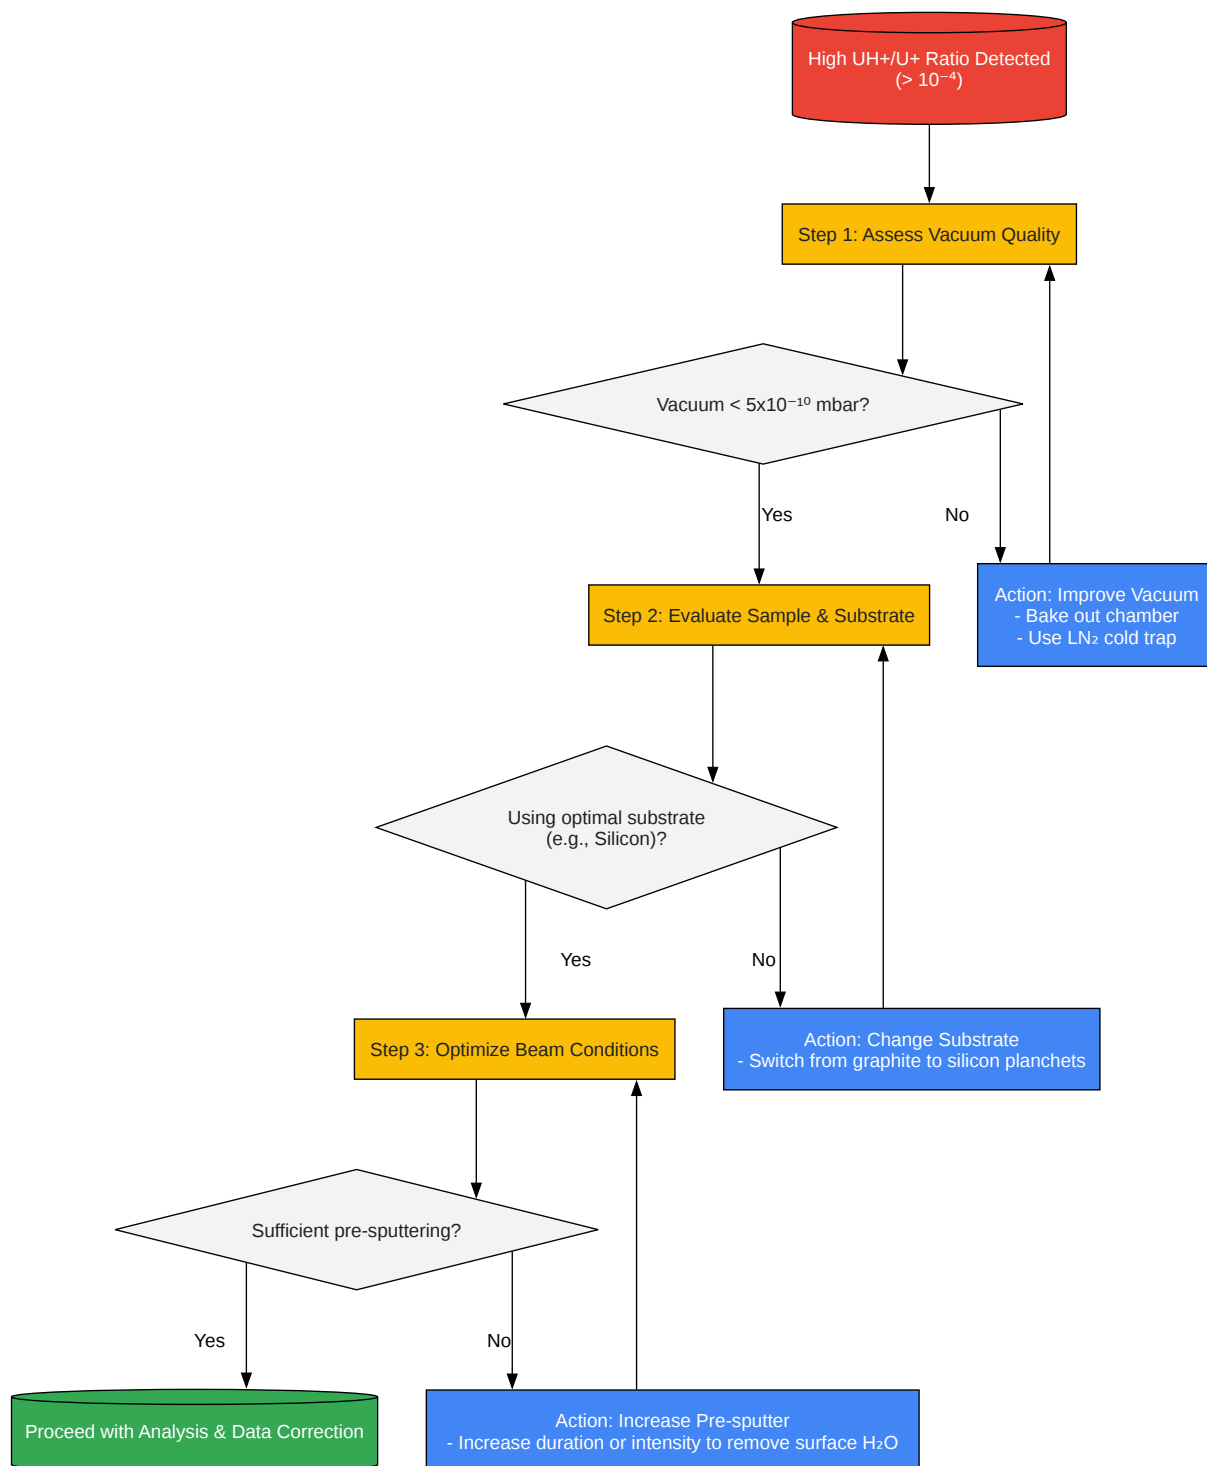 High UH+/U+ Ratio Detected
(> 10⁻⁴)
Step 1: Assess Vacuum Quality
Vacuum < 5x10⁻¹⁰ mbar?
Yes
No
Action: Improve Vacuum
- Bake out chamber
- Use LN₂ cold trap
Step 2: Evaluate Sample & Substrate
Using optimal substrate
(e.g., Silicon)?
Yes
No
Action: Change Substrate
- Switch from graphite to silicon planchets
Step 3: Optimize Beam Conditions
Sufficient pre-sputtering?
Yes
No
Proceed with Analysis & Data Correction
Action: Increase Pre-sputter
- Increase duration or intensity to remove surface H₂O